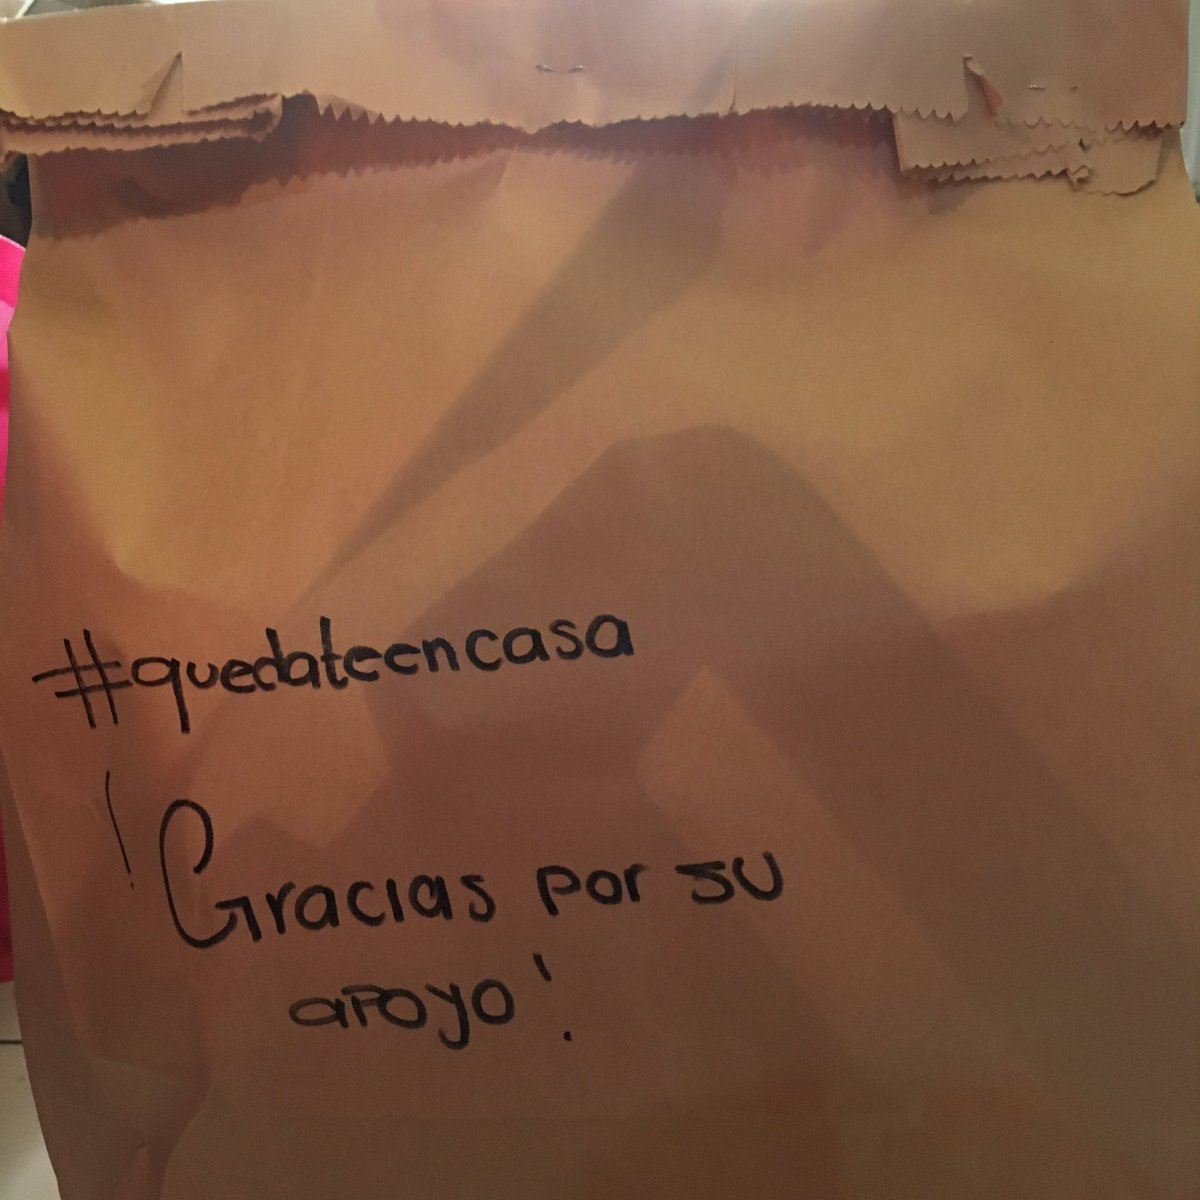 #quedateencasa
!Gracias por su
apoyo!